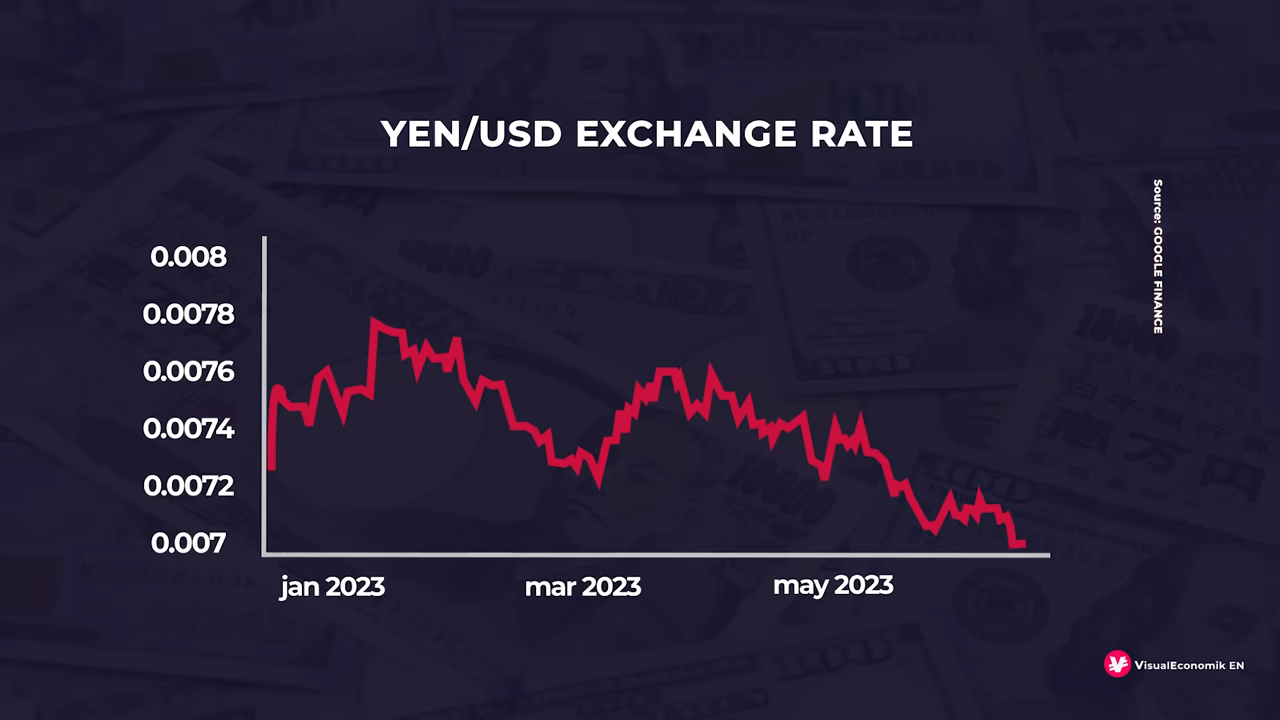 YEN/USD EXCHANGE RATE
Source: GOOGLE FINANCE
0.008
0.0078
0.0076
0.0074
0.0072
0.007
jan 2023
mar 2023
may 2023
VisualEconomik EN